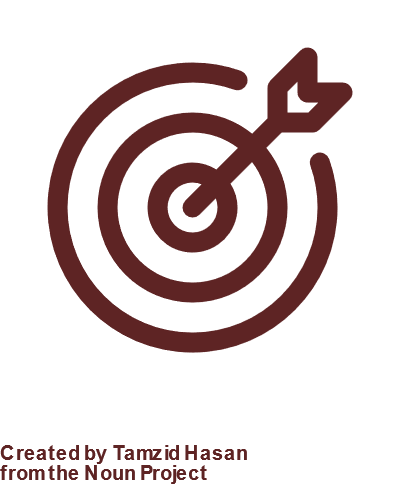 Created by Tamzid Hasan
from the Noun Project